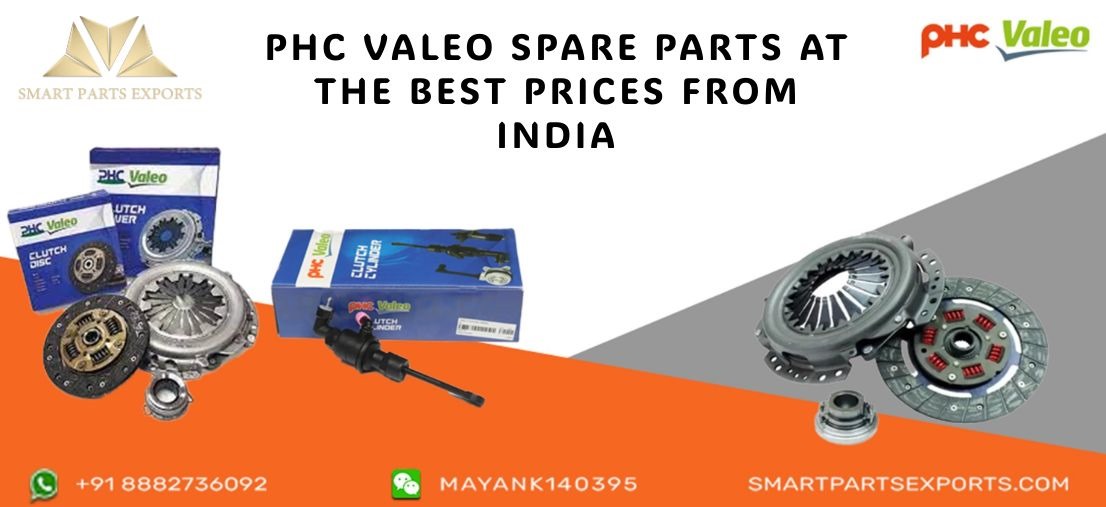 SMART PARTS EXPORTS
PHC VALEO SPARE PARTS AT
THE BEST PRICES FROM
INDIA
PHC Valeo
PHC Valeo
CLUTCH
COVER
PHC Valeo
CLUTCH
DISC
PHC Valeo
CLUTCH
CYLINDER
PHC Valeo
CYLINDER
+91 8882736092
MAYANK140395
SMARTPARTSEXPORTS.COM